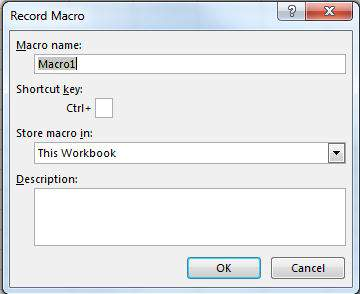 Record Macro
Macro name:
Macro1
Shortcut key:
Ctrl+
Store macro in:
This Workbook
Description:
OK Cancel